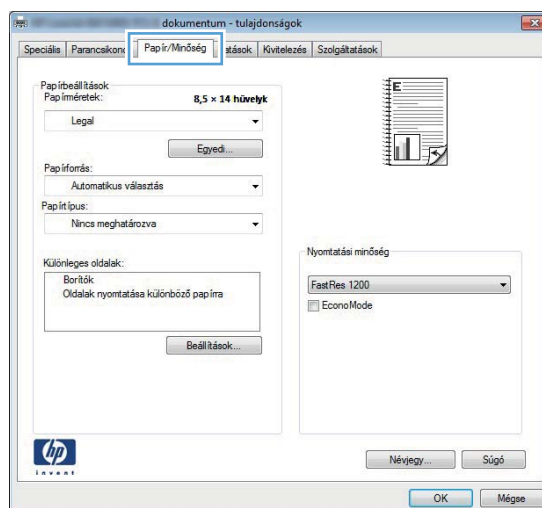 dokumentum - tulajdonságok
Speciális Parancsikono Papír/Minőség atások Kivitelezés Szolgáltatások
Papírbeállítások
Papírméretek: 8,5 × 14 hüvelyk
Legal
Egyedi...
Papírforrás:
Automatikus választás
Papírtípus:
Nincs meghatározva
Különleges oldalak:
Borítók
Oldalak nyomtatása különböző papírra
Beállítások...
E
Nyomtatási minőség
FastRes 1200
EconoMode
hp
invent
Névjegy... Súgó
OK Mégse